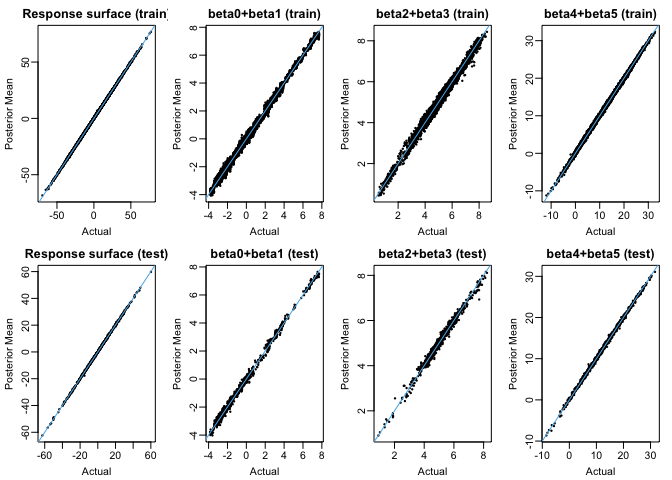 Response surface (train)
Posterior Mean
50
0
-50
-50 0 50
Actual
beta0+beta1 (train)
Posterior Mean
8
6
4
2
0
-2
-4
-4 -2 0 2 4 6 8
Actual
beta2+beta3 (train)
Posterior Mean
8
6
4
2
2 4 6 8
Actual
beta4+beta5 (train)
Posterior Mean
30
20
10
0
-10
-10 0 10 20 30
Actual
Response surface (test)
Posterior Mean
60
40
20
0
-20
-40
-60
-60 -20 20 60
Actual
beta0+beta1 (test)
Posterior Mean
8
6
4
2
0
-2
-4
-4 -2 0 2 4 6 8
Actual
beta2+beta3 (test)
Posterior Mean
8
6
4
2
2 4 6 8
Actual
beta4+beta5 (test)
Posterior Mean
30
20
10
0
-10
-10 0 10 20 30
Actual